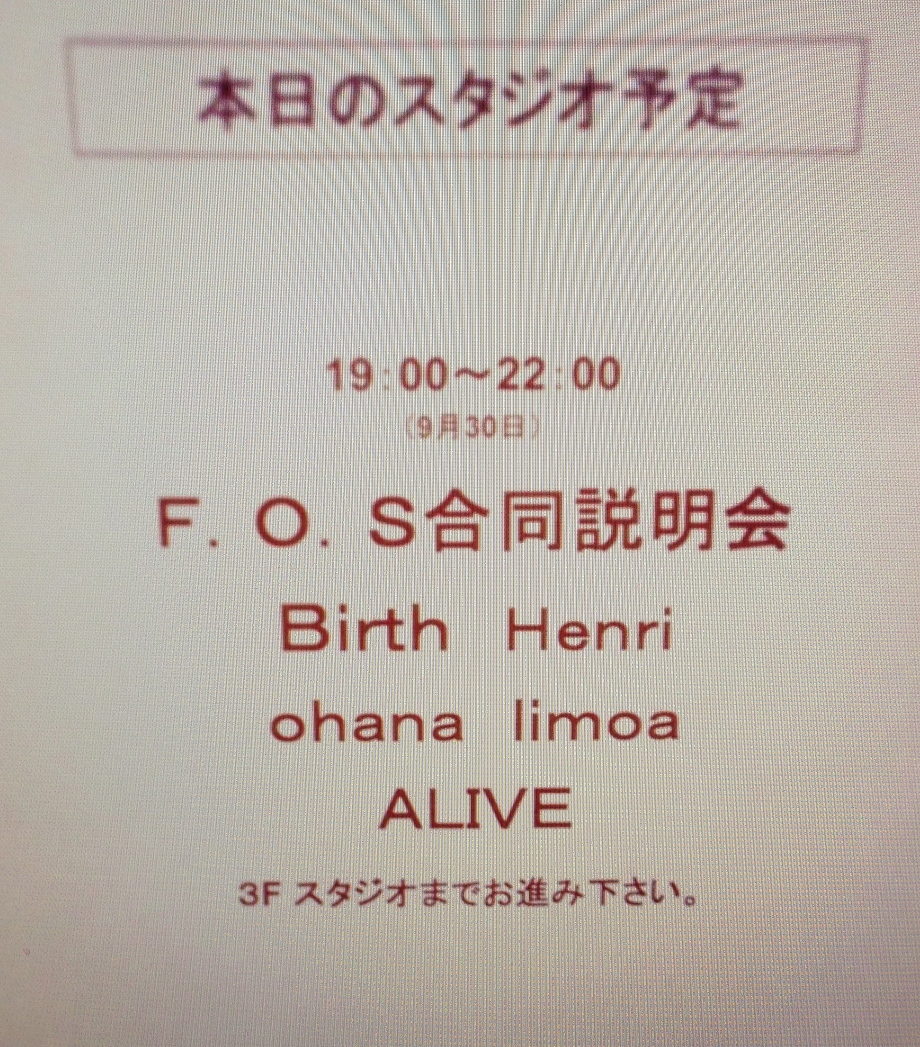 本日のスタジオ予定
19:00～22:00
（9月30日）
F．O．S合同説明会
Birth　Henri
ohana　limoa
ALIVE
3F スタジオまでお進み下さい。